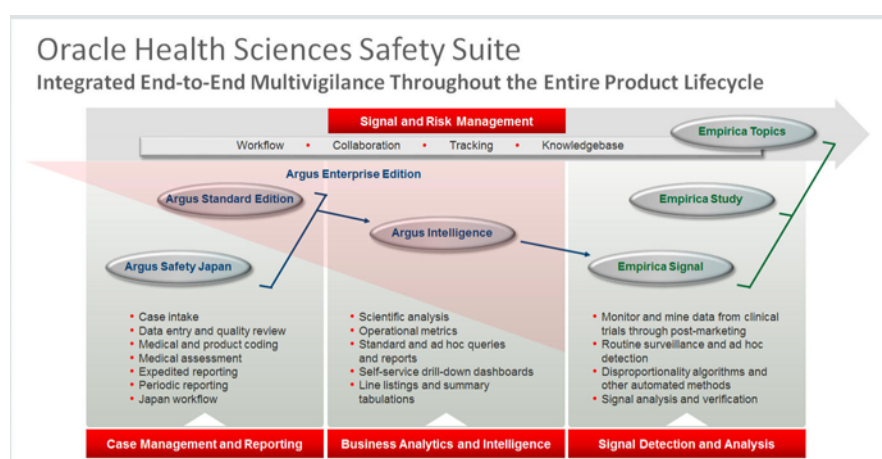 Oracle Health Sciences Safety Suite
Integrated End-to-End Multivigilance Throughout the Entire Product Lifecycle
Signal and Risk Management
Workflow • Collaboration • Tracking • Knowledgebase
Empirica Topics
Argus Enterprise Edition
Argus Standard Edition
Argus Safety Japan
Argus Intelligence
Empirica Study
Empirica Signal
• Case intake
• Data entry and quality review
• Medical and product coding
• Medical assessment
• Expedited reporting
• Periodic reporting
• Japan workflow
• Scientific analysis
• Operational metrics
• Standard and ad hoc queries
and reports
• Self-service drill-down dashboards
• Line listings and summary
tabulations
• Monitor and mine data from clinical
trials through post-marketing
• Routine surveillance and ad hoc
detection
• Disproportionality algorithms and
other automated methods
• Signal analysis and verification
Case Management and Reporting
Business Analytics and Intelligence
Signal Detection and Analysis